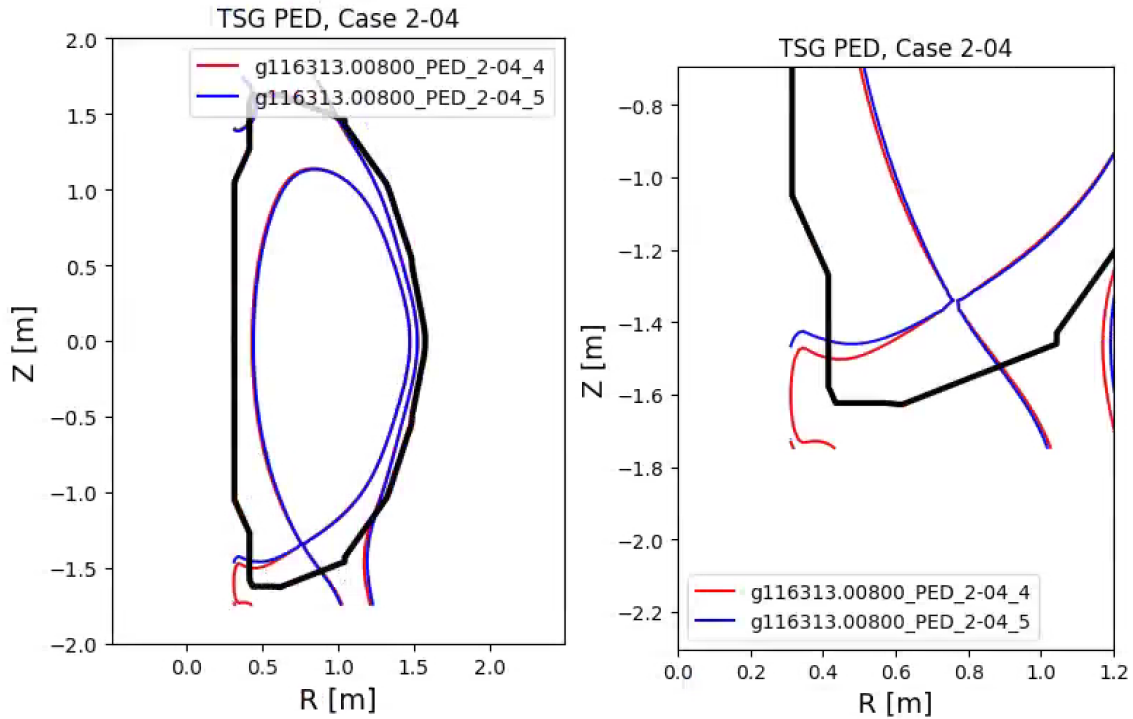 TSG PED, Case 2-04
g116313.00800_PED_2-04_4
g116313.00800_PED_2-04_5
2.0
1.5
1.0
0.5
0.0
−0.5
−1.0
−1.5
−2.0
Z [m]
0.0 0.5 1.0 1.5 2.0
R [m]
TSG PED, Case 2-04
−0.8
−1.0
−1.2
−1.4
−1.6
−1.8
−2.0
−2.2
Z [m]
g116313.00800_PED_2-04_4
g116313.00800_PED_2-04_5
0.0 0.2 0.4 0.6 0.8 1.0 1.2
R [m]